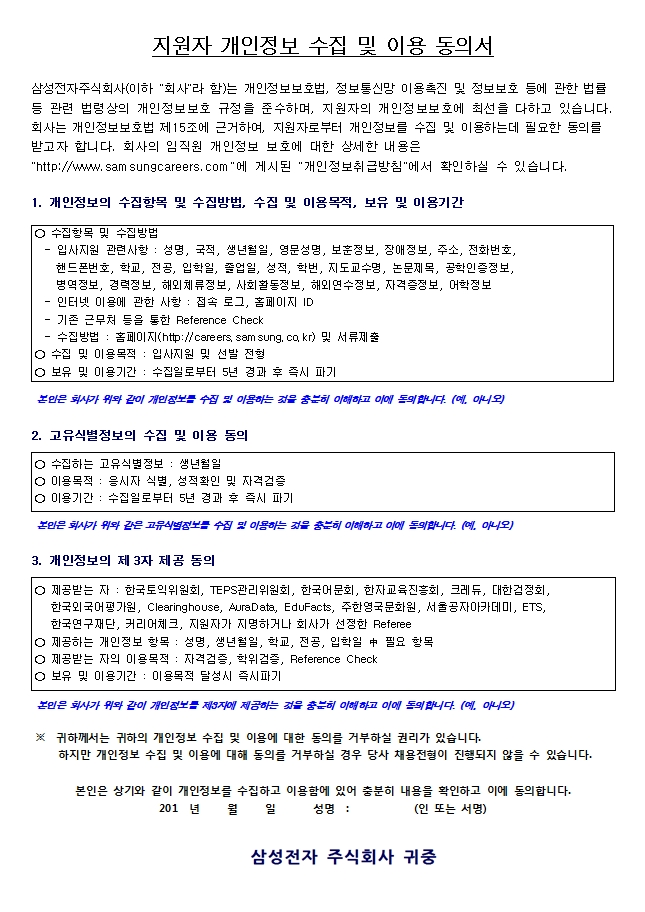 지원자 개인정보 수집 및 이용 동의서
삼성전자주식회사(이하 "회사"라 함)는 개인정보보호법, 정보통신망 이용촉진 및 정보보호 등에 관한 법률
등 관련 법령상의 개인정보보호 규정을 준수하며, 지원자의 개인정보보호에 최선을 다하고 있습니다.
회사는 개인정보보호법 제15조에 근거하여, 지원자로부터 개인정보를 수집 및 이용하는데 필요한 동의를
받고자 합니다. 회사의 임직원 개인정보 보호에 대한 상세한 내용은
"http://www.samsungcareers.com"에 게시된 "개인정보취급방침"에서 확인하실 수 있습니다.
1. 개인정보의 수집항목 및 수집방법, 수집 및 이용목적, 보유 및 이용기간
○ 수집항목 및 수집방법
- 입사지원 관련사항 : 성명, 국적, 생년월일, 영문성명, 보훈정보, 장애정보, 주소, 전화번호,
핸드폰번호, 학교, 전공, 입학일, 졸업일, 성적, 학번, 지도교수명, 논문제목, 공학인증정보,
병역정보, 경력정보, 해외체류정보, 사회활동정보, 해외연수정보, 자격증정보, 어학정보
- 인터넷 이용에 관한 사항 : 접속 로그, 홈페이지 ID
- 기존 근무처 등을 통한 Reference Check
- 수집방법 : 홈페이지(http://careers.samsung.co.kr) 및 서류제출
○ 수집 및 이용목적 : 입사지원 및 선발 전형
○ 보유 및 이용기간 : 수집일로부터 5년 경과 후 즉시 파기
본인은 회사가 위와 같이 개인정보를 수집 및 이용하는 것을 충분히 이해하고 이에 동의합니다. (예, 아니오)
2. 고유식별정보의 수집 및 이용 동의
○ 수집하는 고유식별정보 : 생년월일
○ 이용목적 : 응시자 식별, 성적확인 및 자격검증
○ 이용기간 : 수집일로부터 5년 경과 후 즉시 파기
본인은 회사가 위와 같은 고유식별정보를 수집 및 이용하는 것을 충분히 이해하고 이에 동의합니다. (예, 아니오)
3. 개인정보의 제3자 제공 동의
○ 제공받는 자 : 한국토익위원회, TEPS관리위원회, 한국어문회, 한자교육진흥회, 크레듀, 대한검정회,
한국외국어평가원, Clearinghouse, AuraData, EduFacts, 주한영국문화원, 서울공자아카데미, ETS,
한국연구재단, 커리어체크, 지원자가 지명하거나 회사가 선정한 Referee
○ 제공하는 개인정보 항목 : 성명, 생년월일, 학교, 전공, 입학일 中 필요 항목
○ 제공받는 자의 이용목적 : 자격검증, 학위검증, Reference Check
○ 보유 및 이용기간 : 이용목적 달성시 즉시파기
본인은 회사가 위와 같이 개인정보를 제3자에 제공하는 것을 충분히 이해하고 이에 동의합니다. (예, 아니오)
※ 귀하께서는 귀하의 개인정보 수집 및 이용에 대한 동의를 거부하실 권리가 있습니다.
하지만 개인정보 수집 및 이용에 대해 동의를 거부하실 경우 당사 채용전형이 진행되지 않을 수 있습니다.
본인은 상기와 같이 개인정보를 수집하고 이용함에 있어 충분히 내용을 확인하고 이에 동의합니다.
201 년 월 일 성명 : (인 또는 서명)
삼성전자 주식회사 귀중